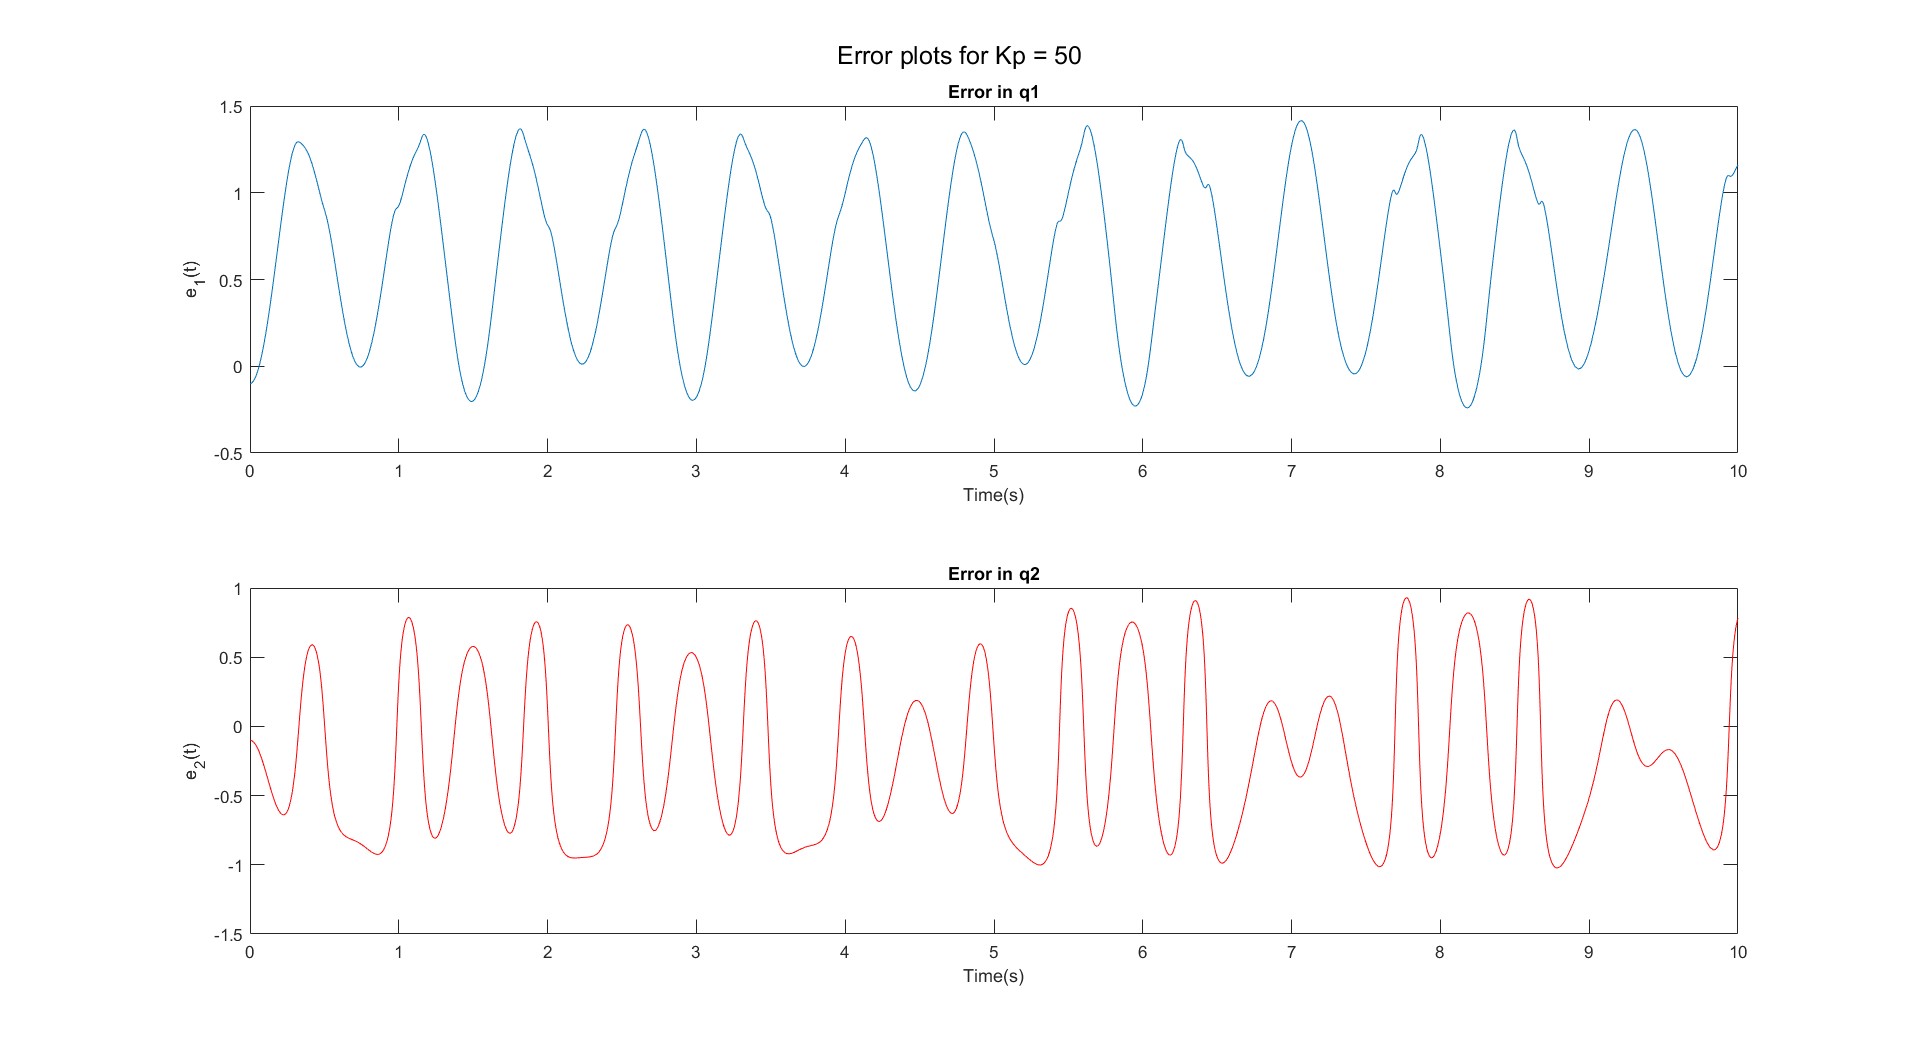 Error plots for Kp = 50
Error in q1
1.5
1
0.5
0
-0.5
e1(t)
0 1 2 3 4 5 6 7 8 9 10
Time(s)
Error in q2
1
0.5
0
-0.5
-1
-1.5
e2(t)
0 1 2 3 4 5 6 7 8 9 10
Time(s)